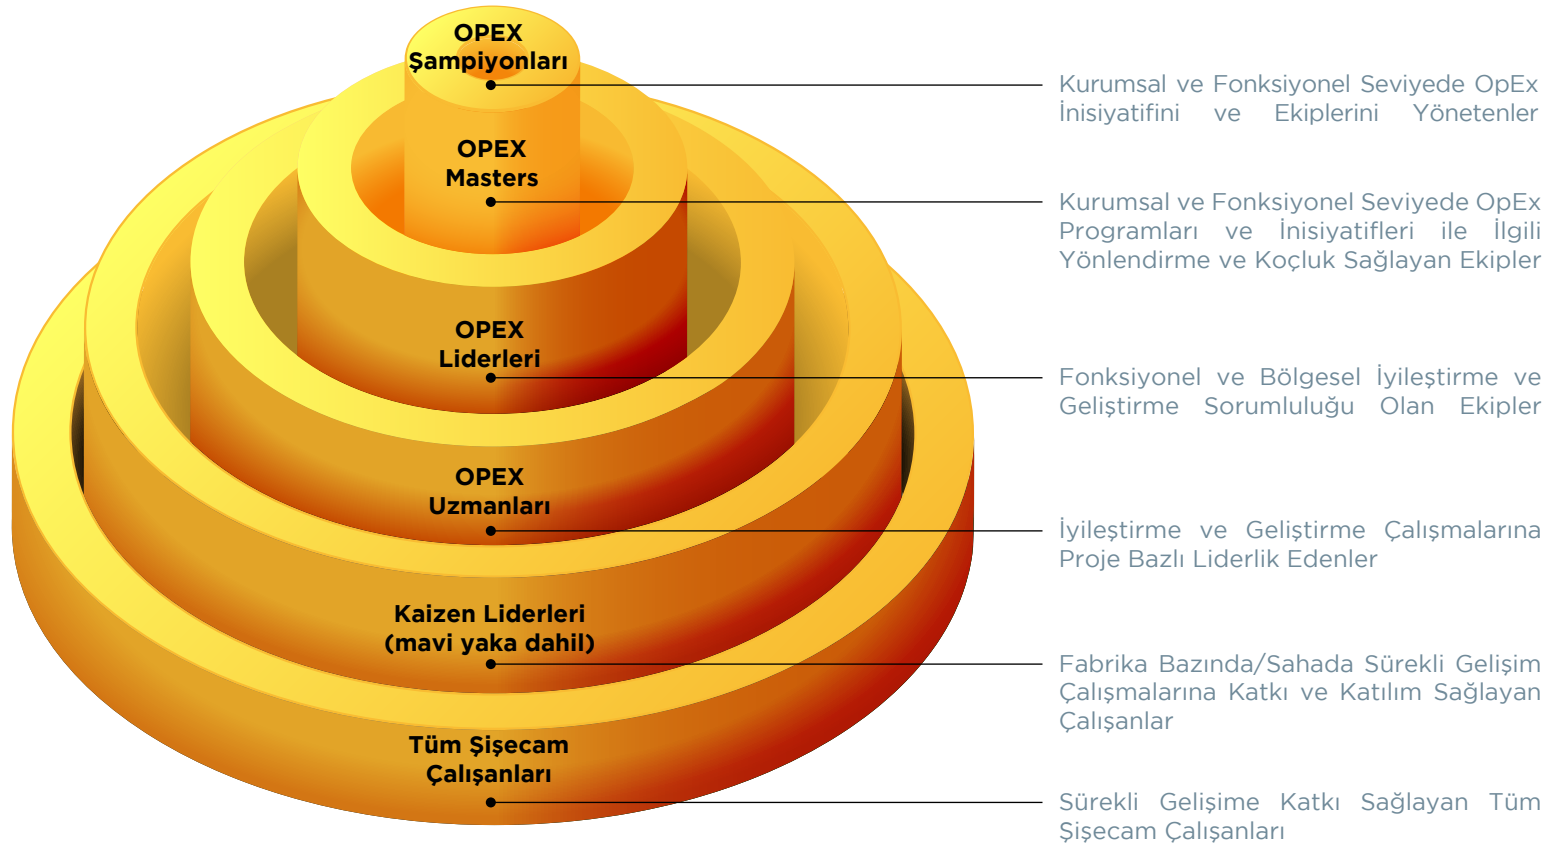 OPEX
Şampiyonları
Kurumsal ve Fonksiyonel Seviyede OpEx
İnisiyatifini ve Ekiplerini Yönetenler
OPEX
Masters
Kurumsal ve Fonksiyonel Seviyede OpEx
Programları ve İnisiyatifleri ile İlgili
Yönlendirme ve Koçluk Sağlayan Ekipler
OPEX
Liderleri
Fonksiyonel ve Bölgesel İyileştirme ve
Geliştirme Sorumluluğu Olan Ekipler
OPEX
Uzmanları
İyileştirme ve Geliştirme Çalışmalarına
Proje Bazlı Liderlik Edenler
Kaizen Liderleri
(mavi yaka dahil)
Fabrika Bazında/Sahada Sürekli Gelişim
Çalışmalarına Katkı ve Katılım Sağlayan
Çalışanlar
Tüm Şişecam
Çalışanları
Sürekli Gelişime Katkı Sağlayan Tüm
Şişecam Çalışanları